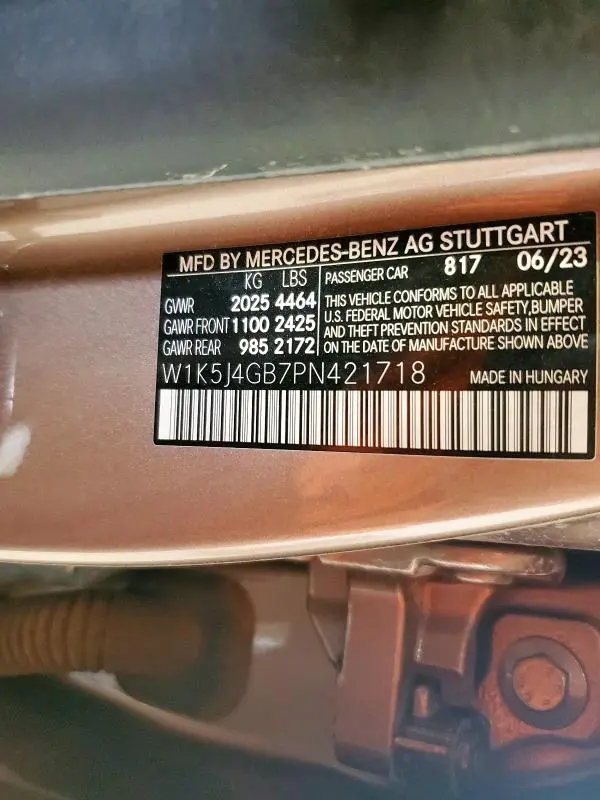 MFD BY MERCEDES-BENZ AG STUTTGART
KG LBS PASSENGER CAR 817 06/23
GVWR 2025 4464
GAWR FRONT 1100 2425
GAWR REAR 985 2172
THIS VEHICLE CONFORMS TO ALL APPLICABLE
U.S. FEDERAL MOTOR VEHICLE SAFETY,BUMPER
AND THEFT PREVENTION STANDARDS IN EFFECT
ON THE DATE OF MANUFACTURE SHOWN ABOVE
W1K5J4GB7PN421718 MADE IN HUNGARY